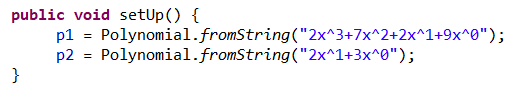 public void setUp() {
p1 = Polynomial.fromString("2x^3+7x^2+2x^1+9x^0");
p2 = Polynomial.fromString("2x^1+3x^0");
}